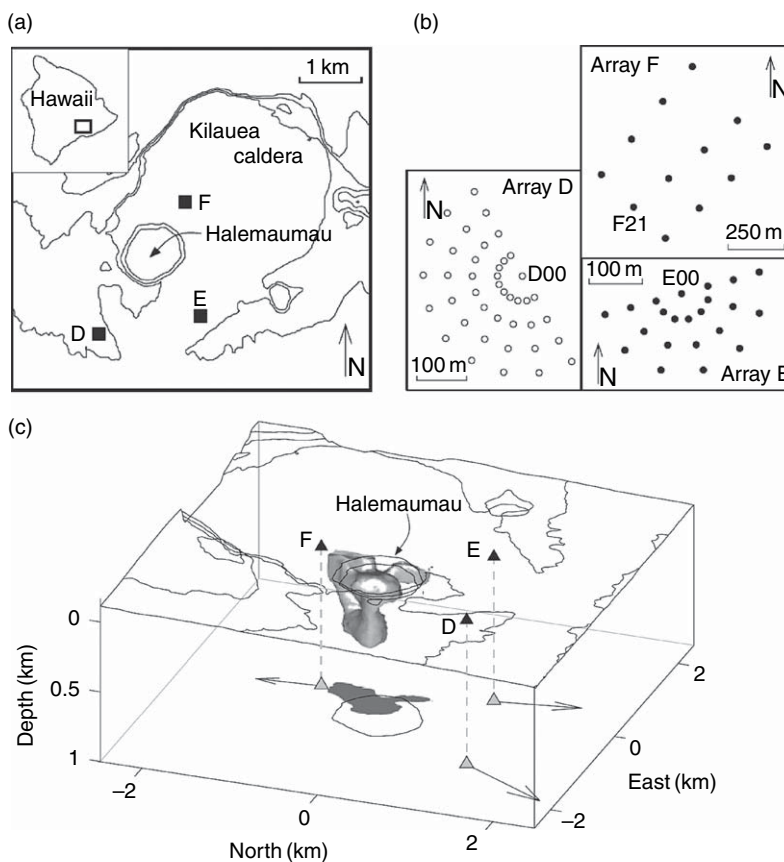 (a)
Hawaii
1 km
Kilauea
caldera
F
Halemaumau
E
D
N
(b)
Array F
N
F21
250 m
Array D
N
D00
100 m
100 m
E00
N
Array E
(c)
Halemaumau
F
E
D
0
0.5
1
Depth (km)
−2
0
2
North (km)
−2
0
2
East (km)